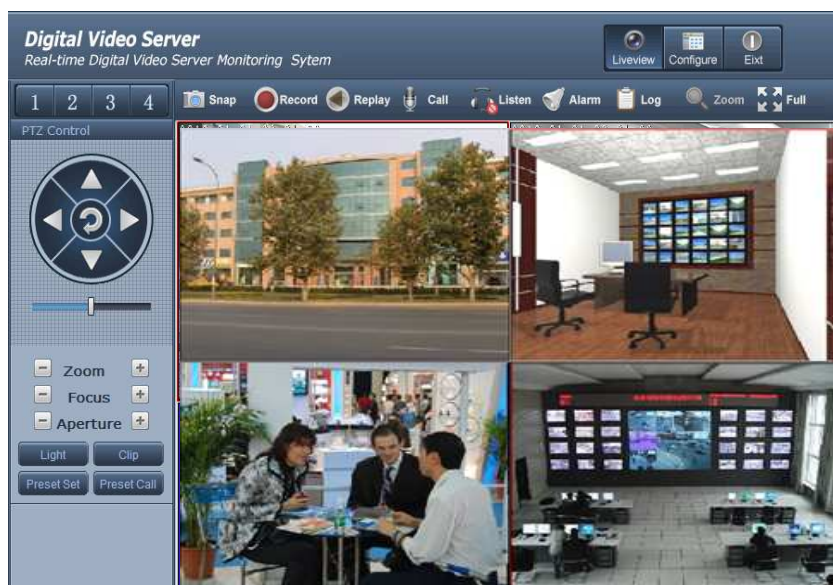 Digital Video Server
Real-time Digital Video Server Monitoring Sytem
Liveview Configure Eixt
1 2 3 4
Snap Record Replay Call Listen Alarm Log Zoom Full
PTZ Control
- Zoom +
- Focus +
- Aperture +
Light Clip
Preset Set Preset Call